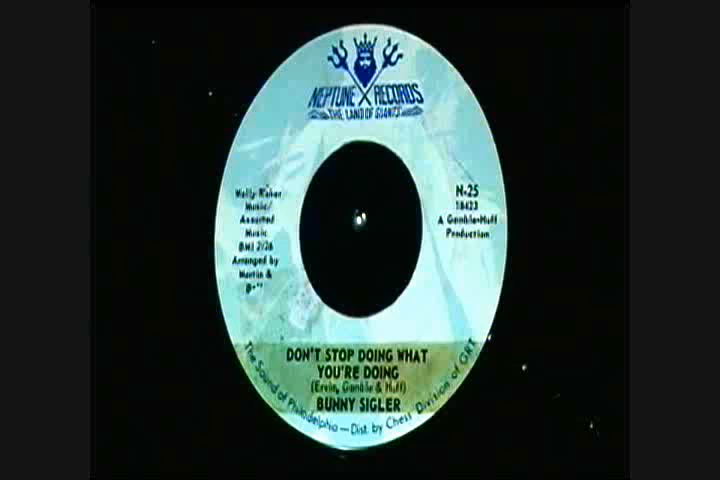 NEPTUNE RECORDS
THE LAND OF GIANTS
Wally-Roker
Music/
Assorted
Music
BMI 2:26
Arranged by
Martin &
N-25
18423
A Gamble-Huff
Production
DON'T STOP DOING WHAT
YOU'RE DOING
(Ervin, Gamble & Huff)
BUNNY SIGLER
The Sound of Philadelphia — Dist. by Chess Division of GRT